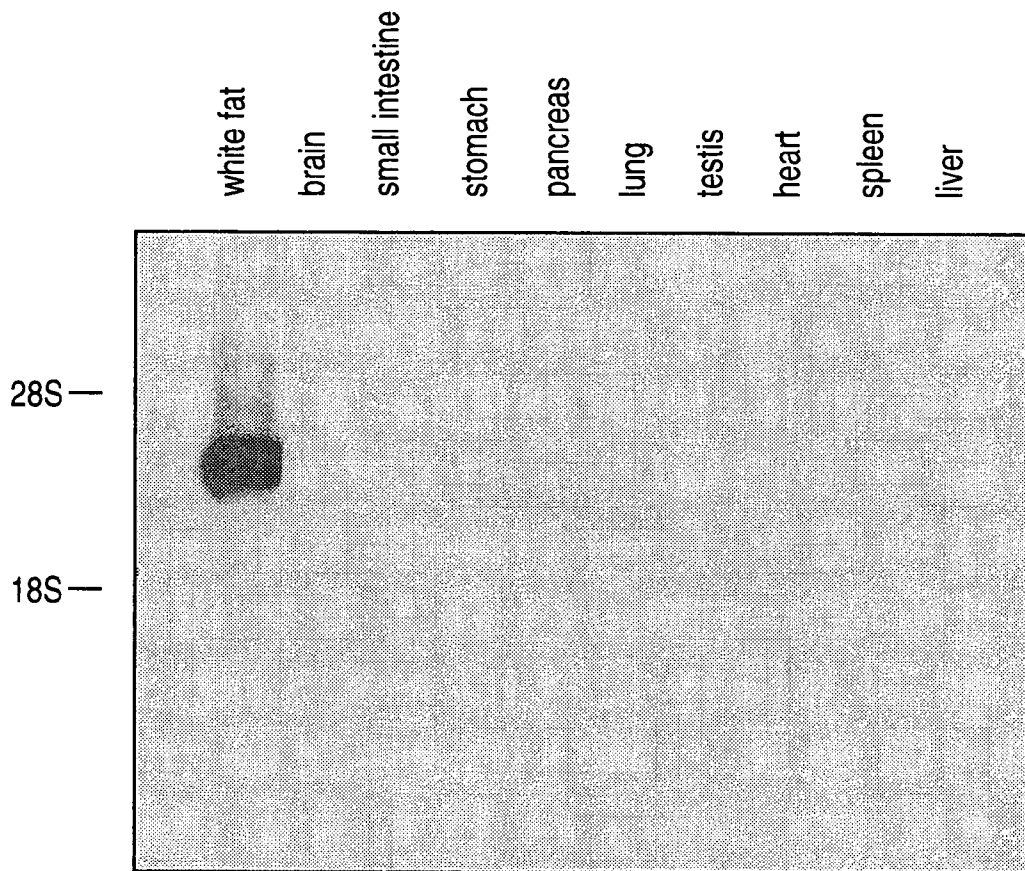 white fat
brain
small intestine
stomach
pancreas
lung
testis
heart
spleen
liver
28S
18S